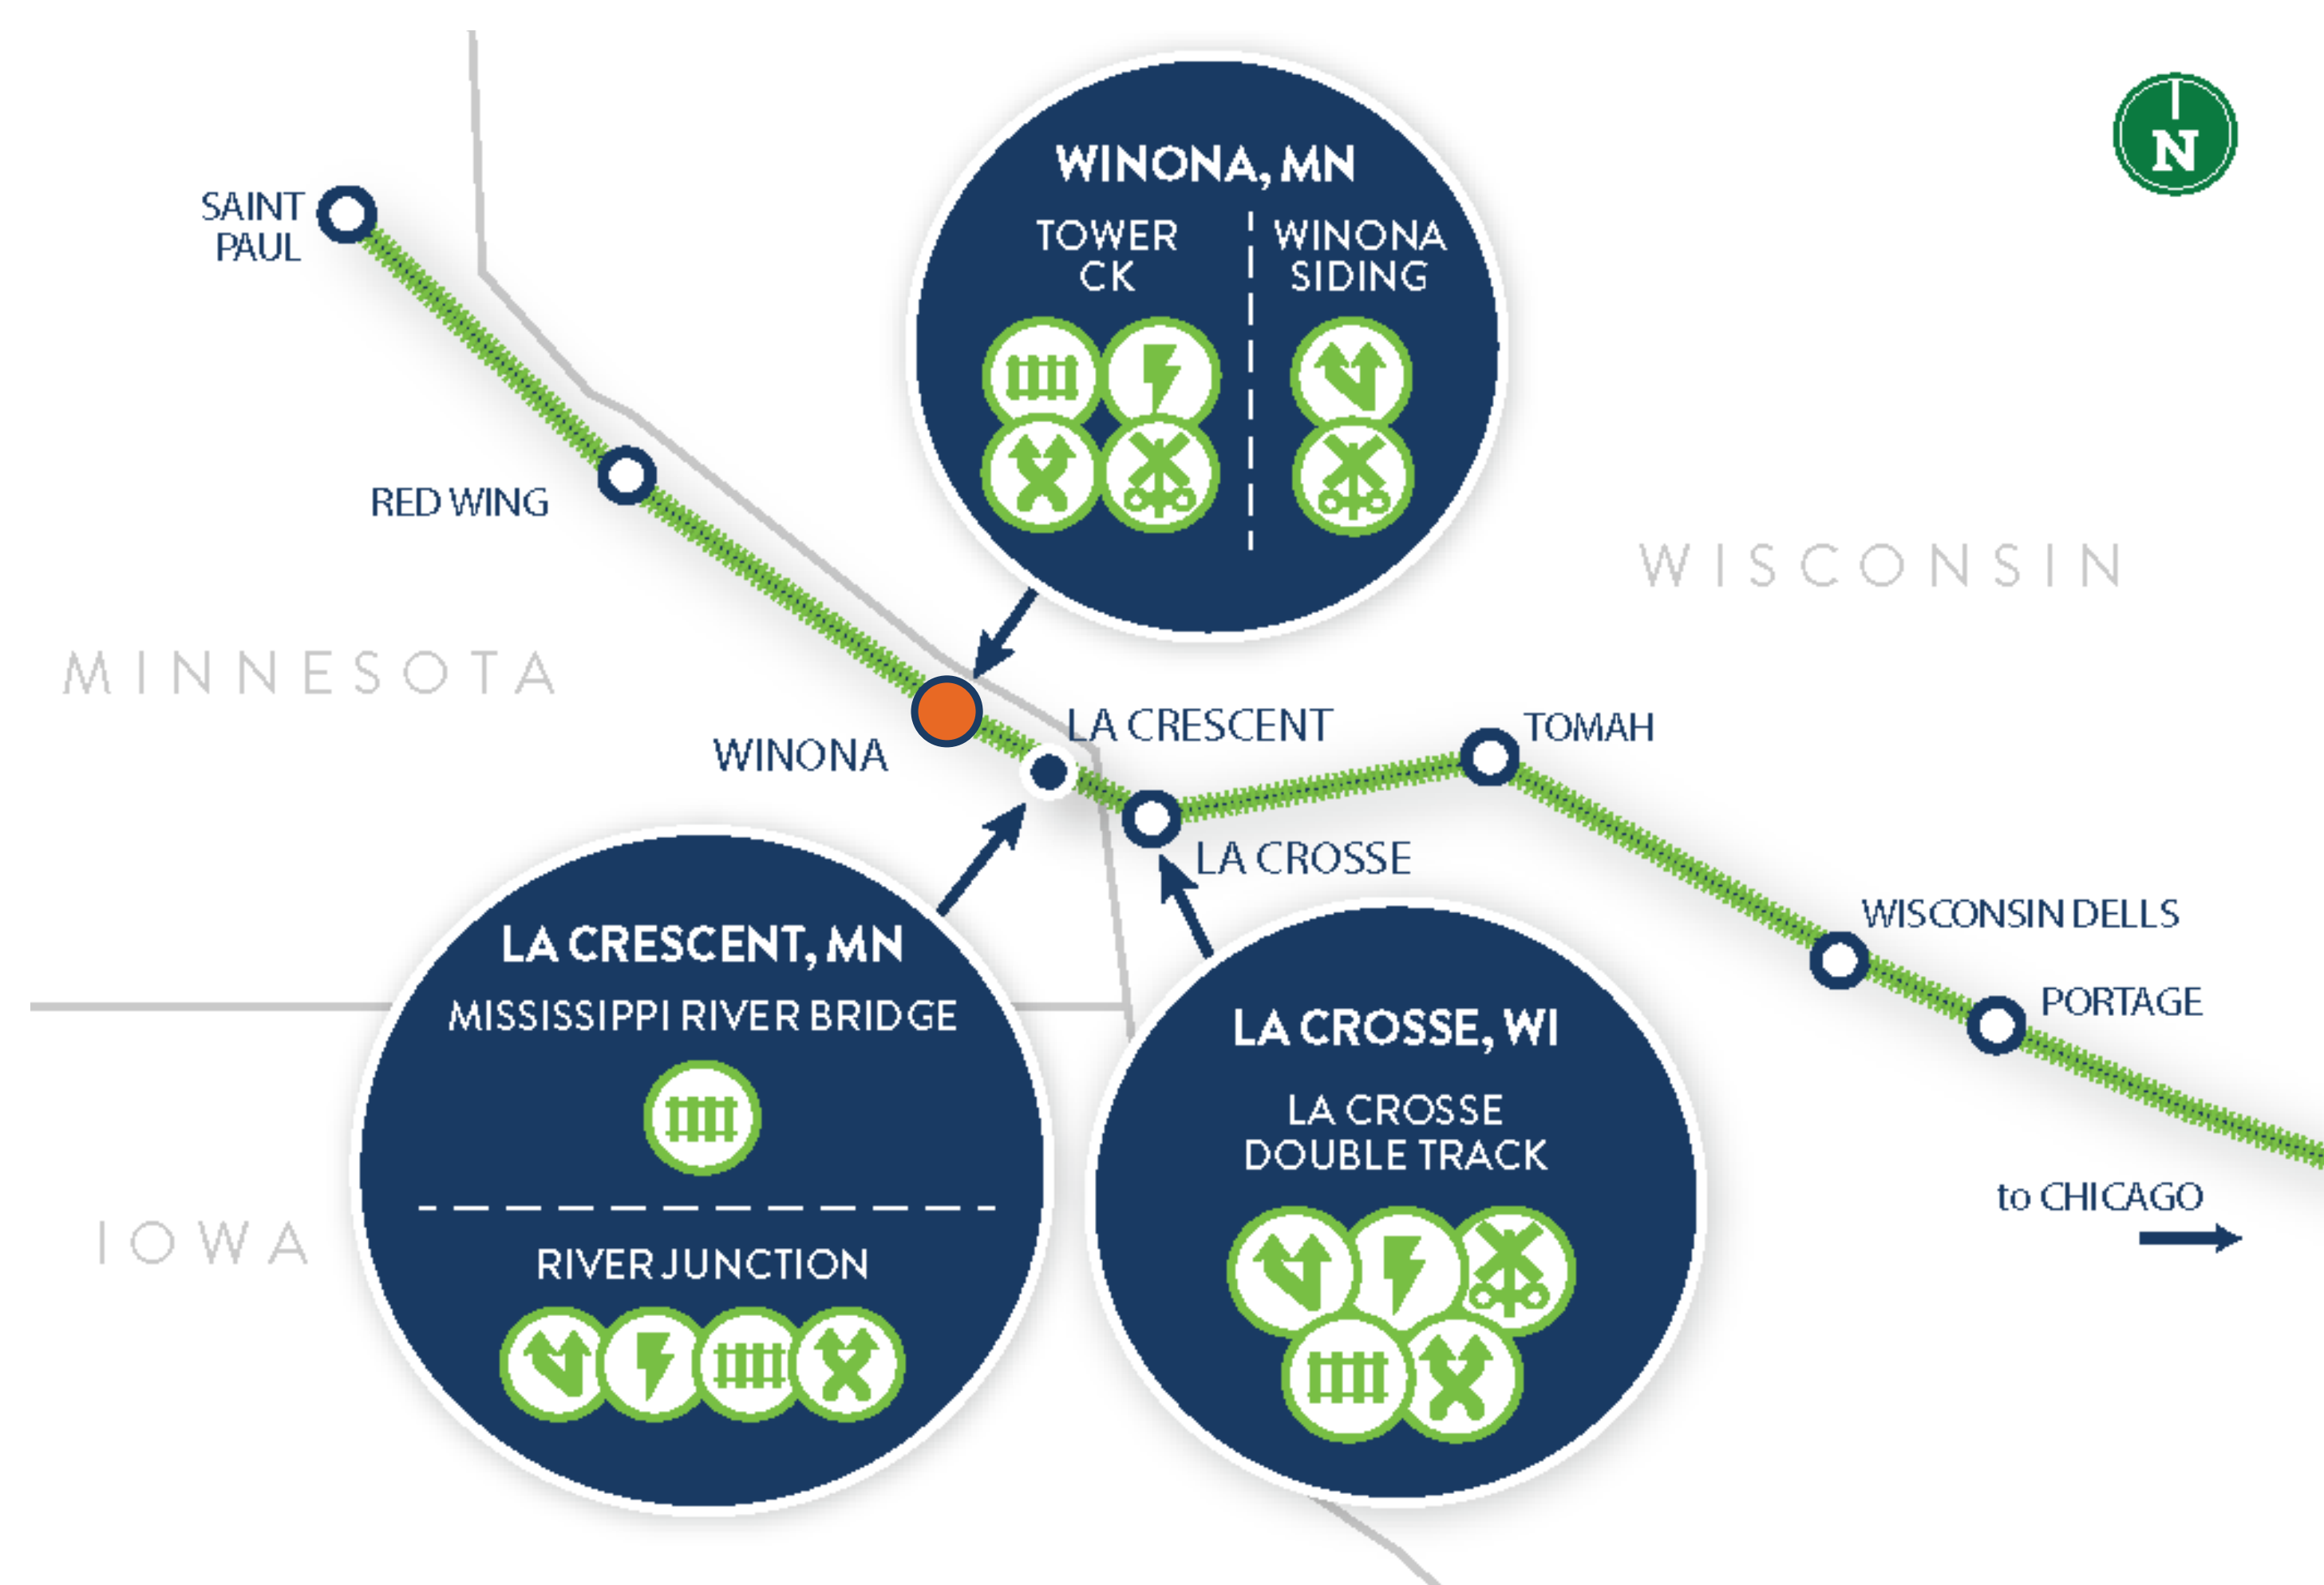 WINONA, MN
TOWER
CK
WINONA
SIDING
N
SAINT
PAUL
RED WING
WISCONSIN
MINNESOTA
WINONA
LA CRESCENT
TOMAH
LA CROSSE
WISCONSIN DELLS
PORTAGE
LA CRESCENT, MN
MISSISSIPPI RIVER BRIDGE
RIVER JUNCTION
LA CROSSE, WI
LA CROSSE
DOUBLE TRACK
to CHICAGO
IOWA